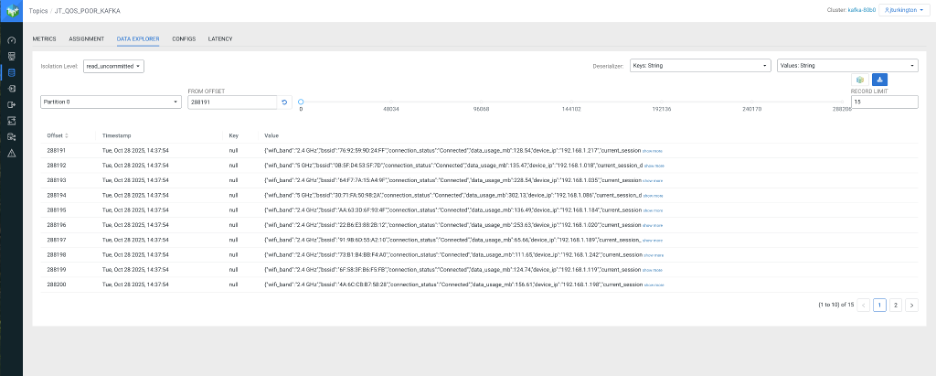 Topics / JT_QOS_POOR_KAFKA
Cluster: kafka-88b0
jturkington
METRICS ASSIGNMENT DATA EXPLORER CONFIGS LATENCY
Isolation Level: read_uncommitted
Deserializer: Keys: String Values: String
FROM OFFSET
RECORD LIMIT
Partition 0 288191 15
0 48034 96068 144102 192136 240170 288206
Offset Timestamp Key Value
288191 Tue, Oct 28 2025, 14:37:54 null {"wifi_band":"2.4 GHz","bssid":"76:92:59:9D:24:FF","connection_status":"Connected","data_usage_mb":128.54,"device_ip":"192.168.1.217","current_session show more
288192 Tue, Oct 28 2025, 14:37:54 null {"wifi_band":"5 GHz","bssid":"0B:5F:D4:53:5F:7D","connection_status":"Connected","data_usage_mb":135.47,"device_ip":"192.168.1.018","current_session_d show more
288193 Tue, Oct 28 2025, 14:37:54 null {"wifi_band":"2.4 GHz","bssid":"64:F7:7A:15:A4:9F","connection_status":"Connected","data_usage_mb":228.54,"device_ip":"192.168.1.035","current_session show more
288194 Tue, Oct 28 2025, 14:37:54 null {"wifi_band":"5 GHz","bssid":"30:71:FA:50:98:2A","connection_status":"Connected","data_usage_mb":302.13,"device_ip":"192.168.1.086","current_session_d show more
288195 Tue, Oct 28 2025, 14:37:54 null {"wifi_band":"2.4 GHz","bssid":"AA:63:3D:6F:93:4F","connection_status":"Connected","data_usage_mb":136.49,"device_ip":"192.168.1.184","current_session show more
288196 Tue, Oct 28 2025, 14:37:54 null {"wifi_band":"2.4 GHz","bssid":"22:B6:E3:8E:2B:12","connection_status":"Connected","data_usage_mb":253.63,"device_ip":"192.168.1.020","current_session show more
288197 Tue, Oct 28 2025, 14:37:54 null {"wifi_band":"2.4 GHz","bssid":"91:9B:6D:55:A2:10","connection_status":"Connected","data_usage_mb":65.66,"device_ip":"192.168.1.189","current_session_ show more
288198 Tue, Oct 28 2025, 14:37:54 null {"wifi_band":"2.4 GHz","bssid":"73:B1:B4:BB:F4:A0","connection_status":"Connected","data_usage_mb":111.65,"device_ip":"192.168.1.242","current_session show more
288199 Tue, Oct 28 2025, 14:37:54 null {"wifi_band":"2.4 GHz","bssid":"6F:58:3F:B6:F5:FB","connection_status":"Connected","data_usage_mb":124.74,"device_ip":"192.168.1.119","current_session show more
288200 Tue, Oct 28 2025, 14:37:54 null {"wifi_band":"2.4 GHz","bssid":"4A:6C:CB:B7:58:28","connection_status":"Connected","data_usage_mb":156.61,"device_ip":"192.168.1.198","current_session show more
(1 to 10) of 15 < 1 2 >